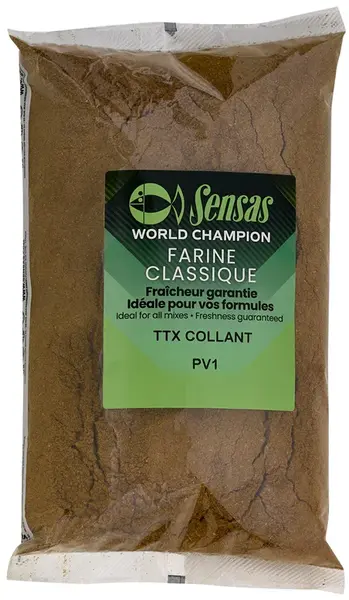 Sensas
WORLD CHAMPION
FARINE
CLASSIQUE
Fraîcheur garantie
Idéale pour vos formules
Ideal for all mixes • Freshness guaranteed
TTX COLLANT
PV1